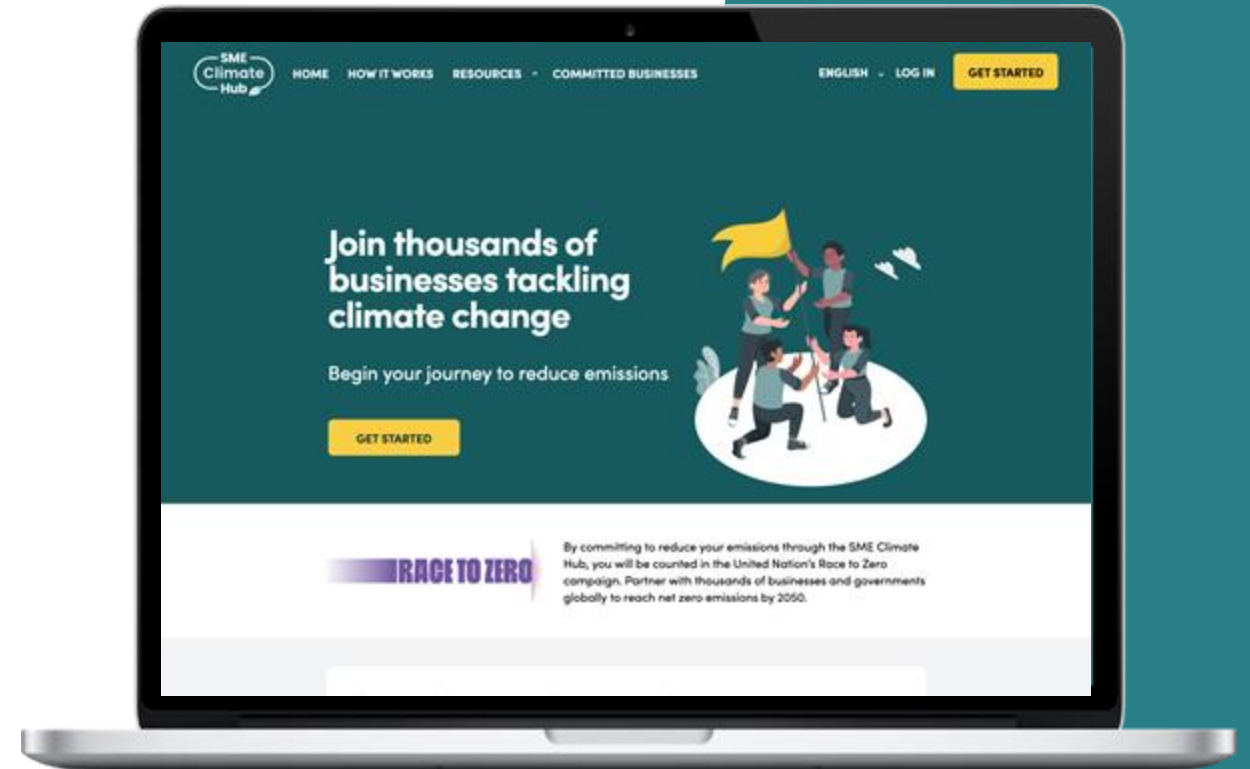 SME
Climate
Hub
HOME HOW IT WORKS RESOURCES COMMITTED BUSINESSES ENGLISH LOG IN GET STARTED
Join thousands of
businesses tackling
climate change
Begin your journey to reduce emissions
GET STARTED
RACE TO ZERO
By committing to reduce your emissions through the SME Climate
Hub, you will be counted in the United Nation's Race to Zero
campaign. Partner with thousands of businesses and governments
globally to reach net zero emissions by 2050.